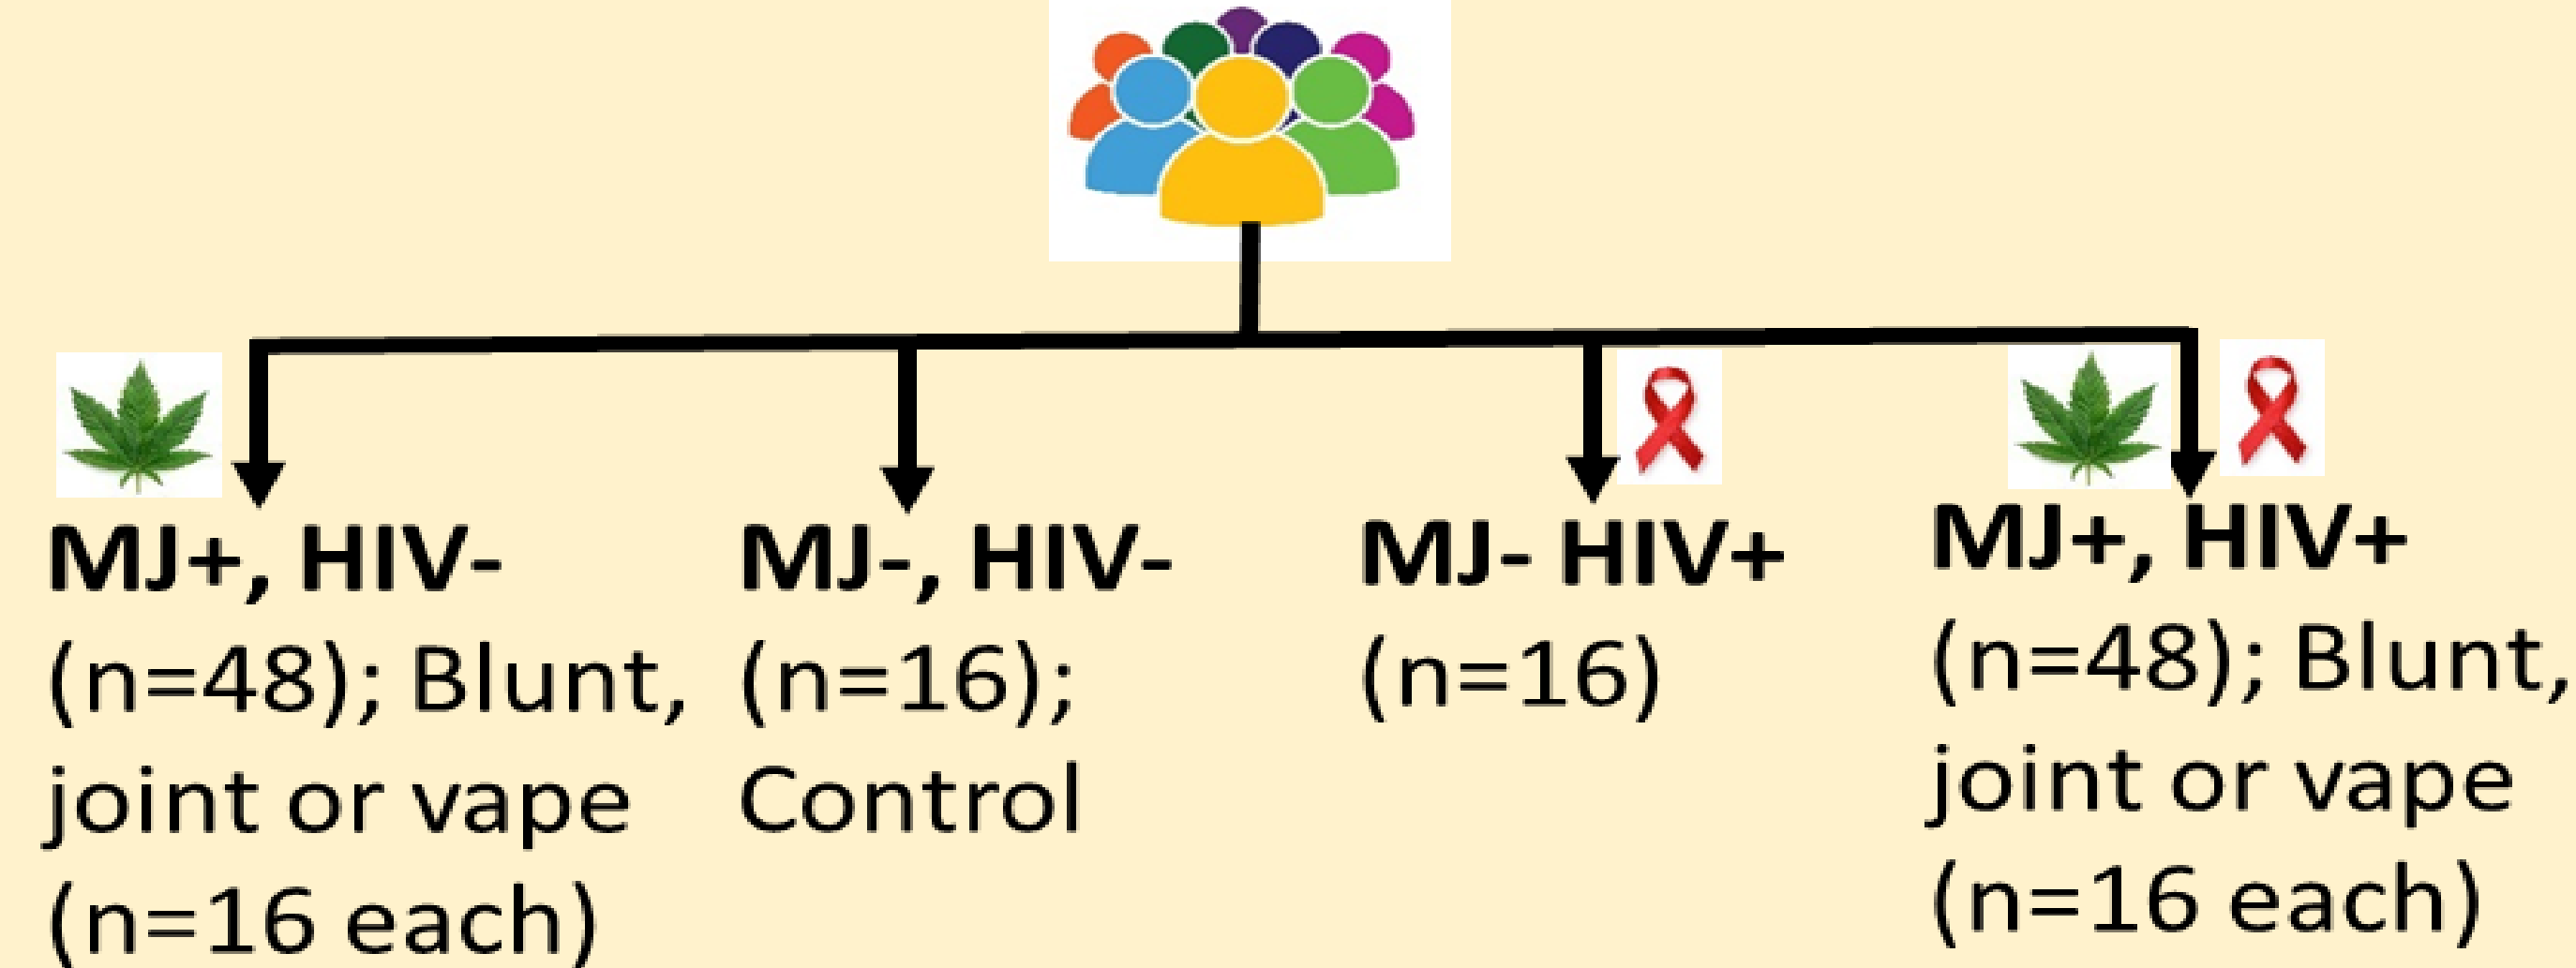 MJ+, HIV-
(n=48); Blunt,
joint or vape
(n=16 each)
MJ-, HIV-
(n=16);
Control
MJ- HIV+
(n=16)
MJ+, HIV+
(n=48); Blunt,
joint or vape
(n=16 each)